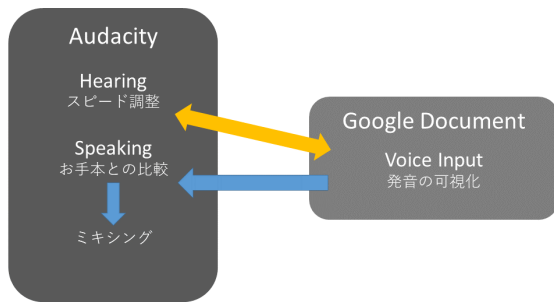 Audacity
Hearing
スピード調整
Speaking
お手本との比較
ミキシング
Google Document
Voice Input
発音の可視化